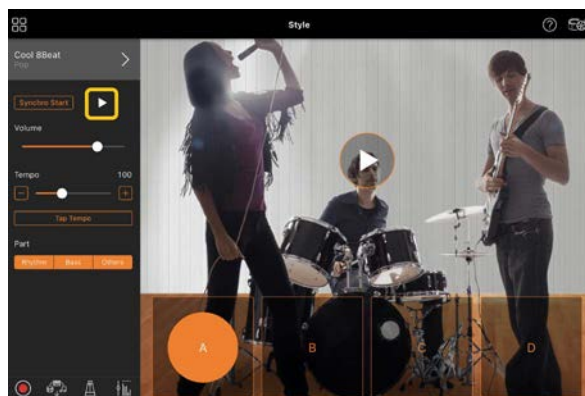 Style
Cool 8Beat
Pop
Synchro Start
Volume
Tempo 100
Tap Tempo
Part
Rhythm Bass Others
A B C D